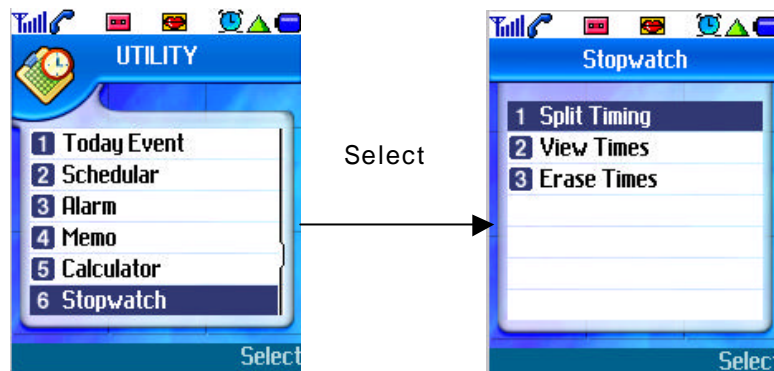 UTILITY
1 Today Event
2 Schedular
3 Alarm
4 Memo
5 Calculator
6 Stopwatch
Select
Select
Stopwatch
1 Split Timing
2 View Times
3 Erase Times
Select